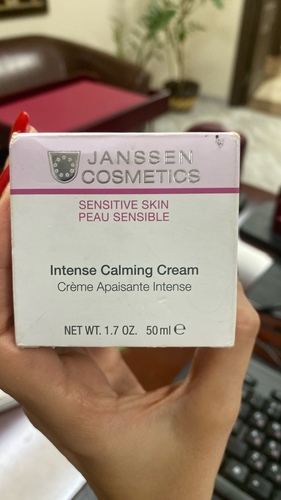 JANSSEN
COSMETICS
SENSITIVE SKIN
PEAU SENSIBLE
Intense Calming Cream
Crème Apaisante Intense
NET WT. 1.7 OZ. 50 ml ℮